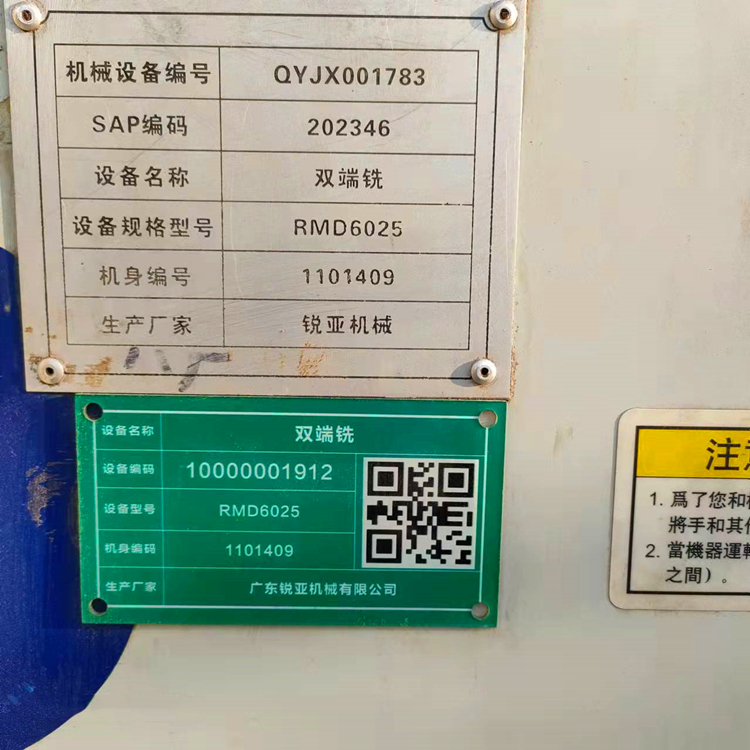 机械设备编号 QYJX001783
SAP编码 202346
设备名称 双端铣
设备规格型号 RMD6025
机身编号 1101409
生产厂家 锐亚机械
设备名称 双端铣
设备编码 10000001912
设备型号 RMD6025
机身编码 1101409
生产厂家 广东锐亚机械有限公司
注
1. 爲了您和
將手和其
2. 當機器運
之間）。